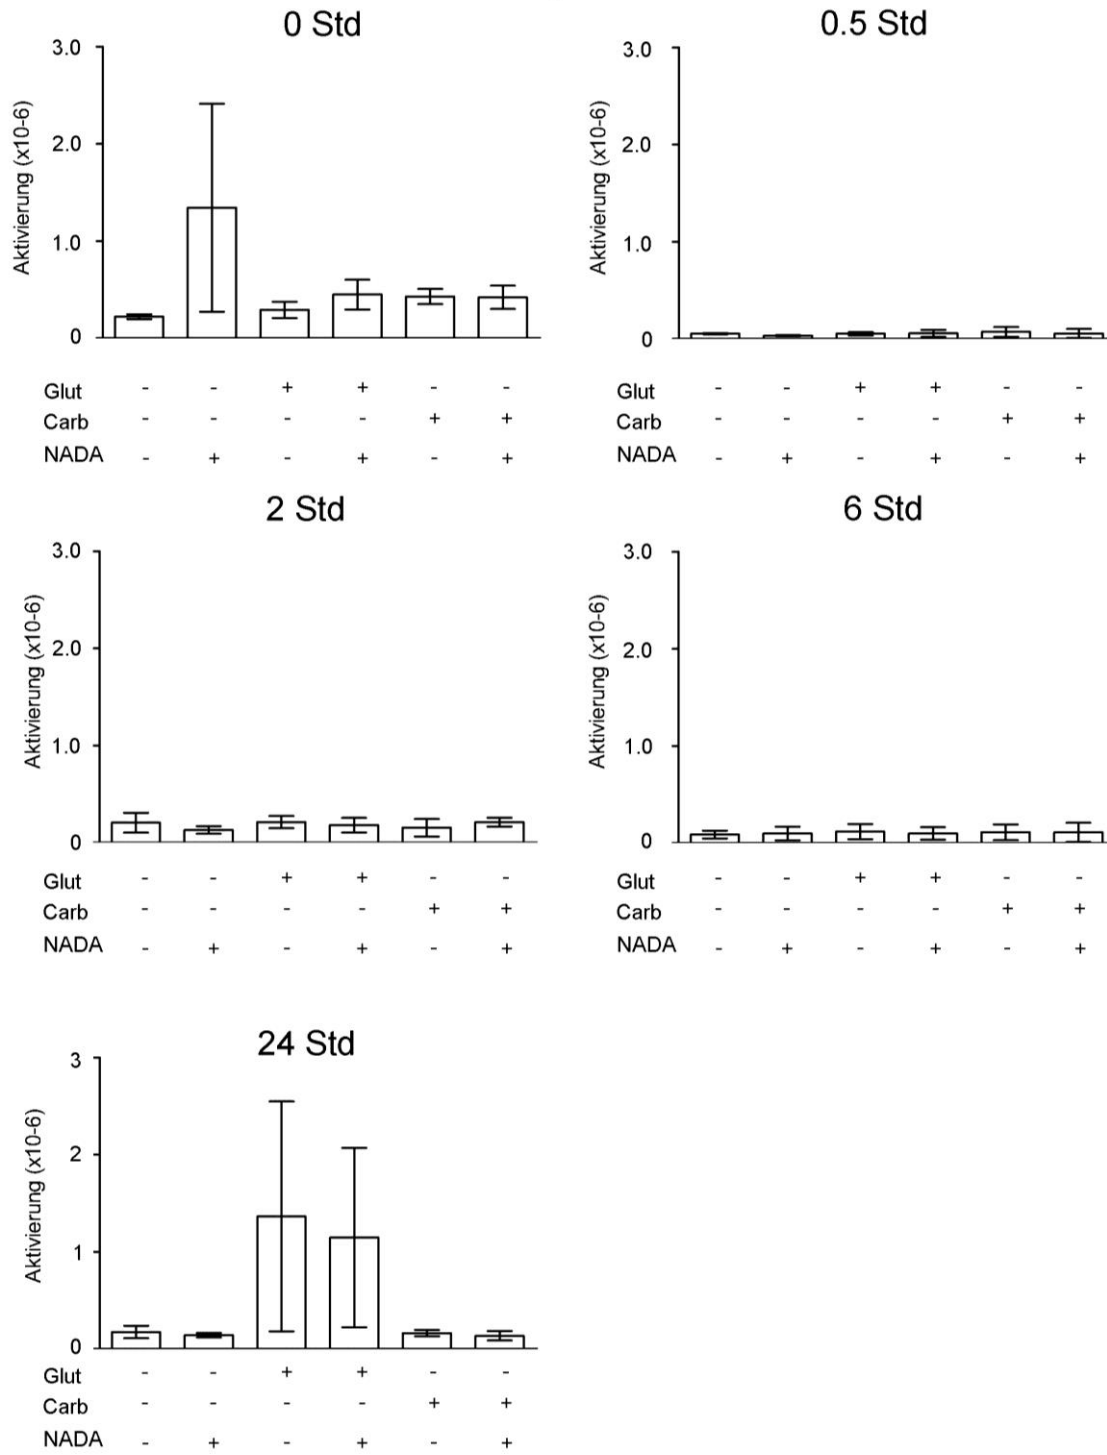 0 Std
3.0
2.0
1.0
0
Aktivierung (x10-6)
Glut - - + + - -
Carb - - - - + +
NADA - + - + - +
0.5 Std
3.0
2.0
1.0
0
Aktivierung (x10-6)
Glut - - + + - -
Carb - - - - + +
NADA - + - + - +
2 Std
3.0
2.0
1.0
0
Aktivierung (x10-6)
Glut - - + + - -
Carb - - - - + +
NADA - + - + - +
6 Std
3.0
2.0
1.0
0
Aktivierung (x10-6)
Glut - - + + - -
Carb - - - - + +
NADA - + - + - +
24 Std
3
2
1
0
Aktivierung (x10-6)
Glut - - + + - -
Carb - - - - + +
NADA - + - + - +